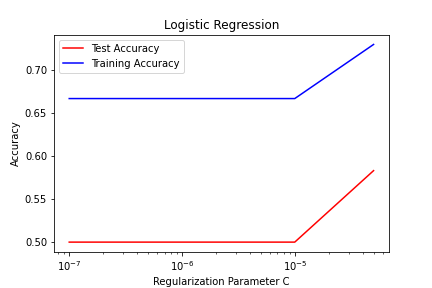 Logistic Regression
Test Accuracy
Training Accuracy
Accuracy
0.70
0.65
0.60
0.55
0.50
10⁻⁷
10⁻⁶
10⁻⁵
Regularization Parameter C